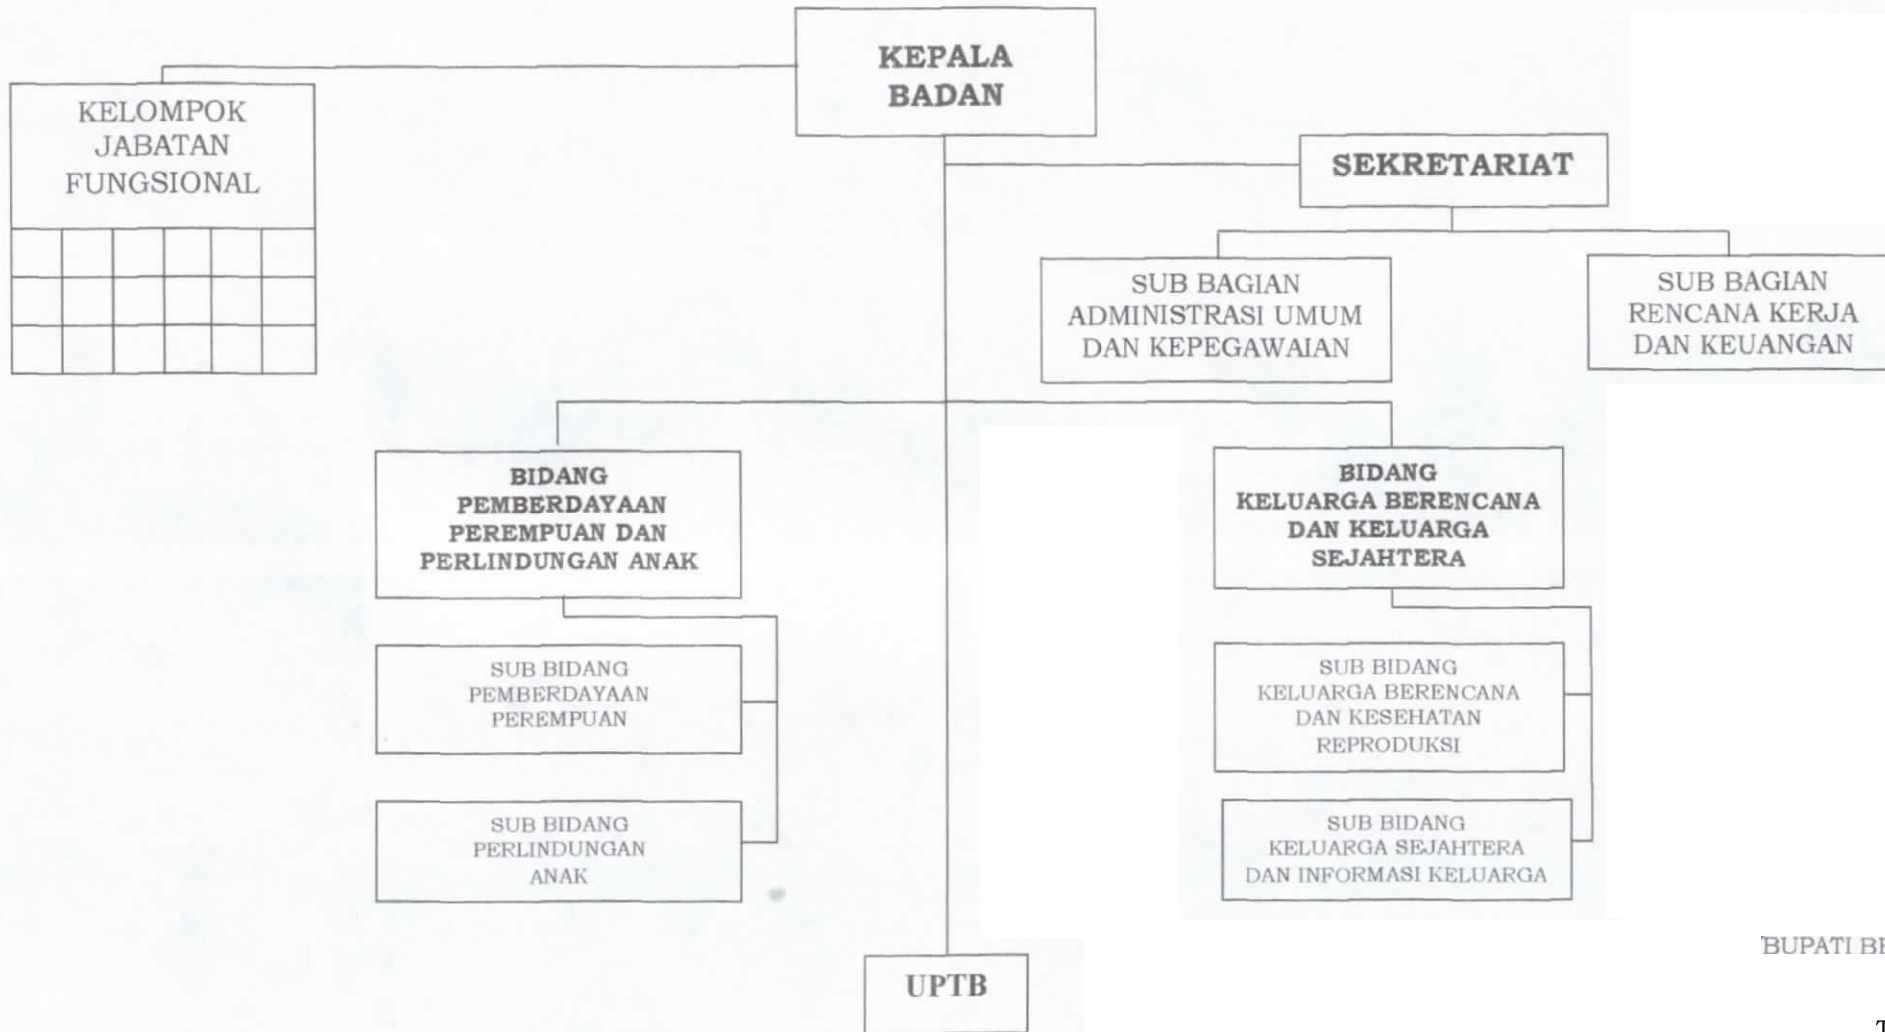 KEPALA
BADAN
KELOMPOK
JABATAN
FUNGSIONAL
SEKRETARIAT
SUB BAGIAN
ADMINISTRASI UMUM
DAN KEPEGAWAIAN
SUB BAGIAN
RENCANA KERJA
DAN KEUANGAN
BIDANG
PEMBERDAYAAN
PEREMPUAN DAN
PERLINDUNGAN ANAK
BIDANG
KELUARGA BERENCANA
DAN KELUARGA
SEJAHTERA
SUB BIDANG
PEMBERDAYAAN
PEREMPUAN
SUB BIDANG
KELUARGA BERENCANA
DAN KESEHATAN
REPRODUKSI
SUB BIDANG
PERLINDUNGAN
ANAK
SUB BIDANG
KELUARGA SEJAHTERA
DAN INFORMASI KELUARGA
BUPATI
UPTB